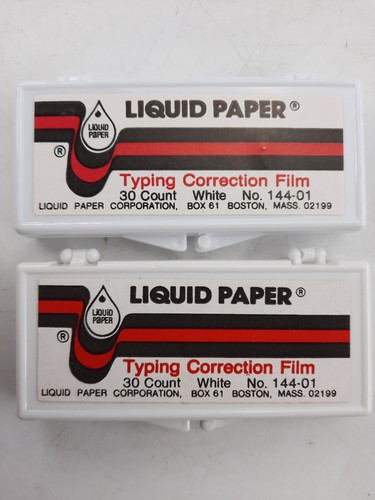 LIQUID PAPER®
LIQUID
PAPER
®
Typing Correction Film
30 Count White No. 144-01
LIQUID PAPER CORPORATION, BOX 61 BOSTON, MASS. 02199
LIQUID PAPER®
LIQUID
PAPER
®
Typing Correction Film
30 Count White No. 144-01
LIQUID PAPER CORPORATION, BOX 61 BOSTON, MASS. 02199